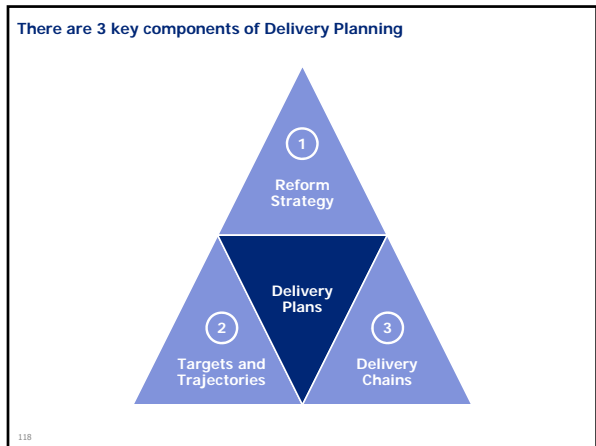 There are 3 key components of Delivery Planning
1
Reform
Strategy
Delivery
Plans
2
Targets and
Trajectories
3
Delivery
Chains
118